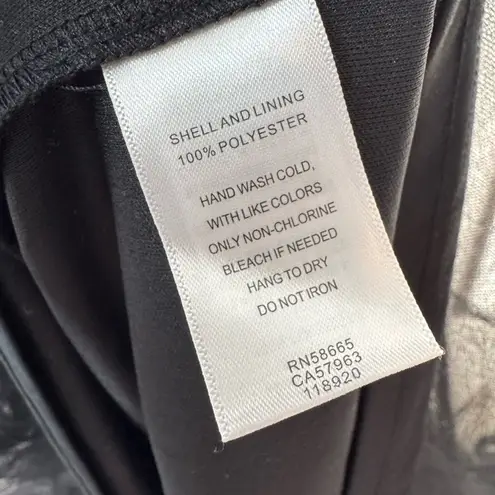 SHELL AND LINING
100% POLYESTER
HAND WASH COLD,
WITH LIKE COLORS
ONLY NON-CHLORINE
BLEACH IF NEEDED
HANG TO DRY
DO NOT IRON
RN58665
CA57963
118920